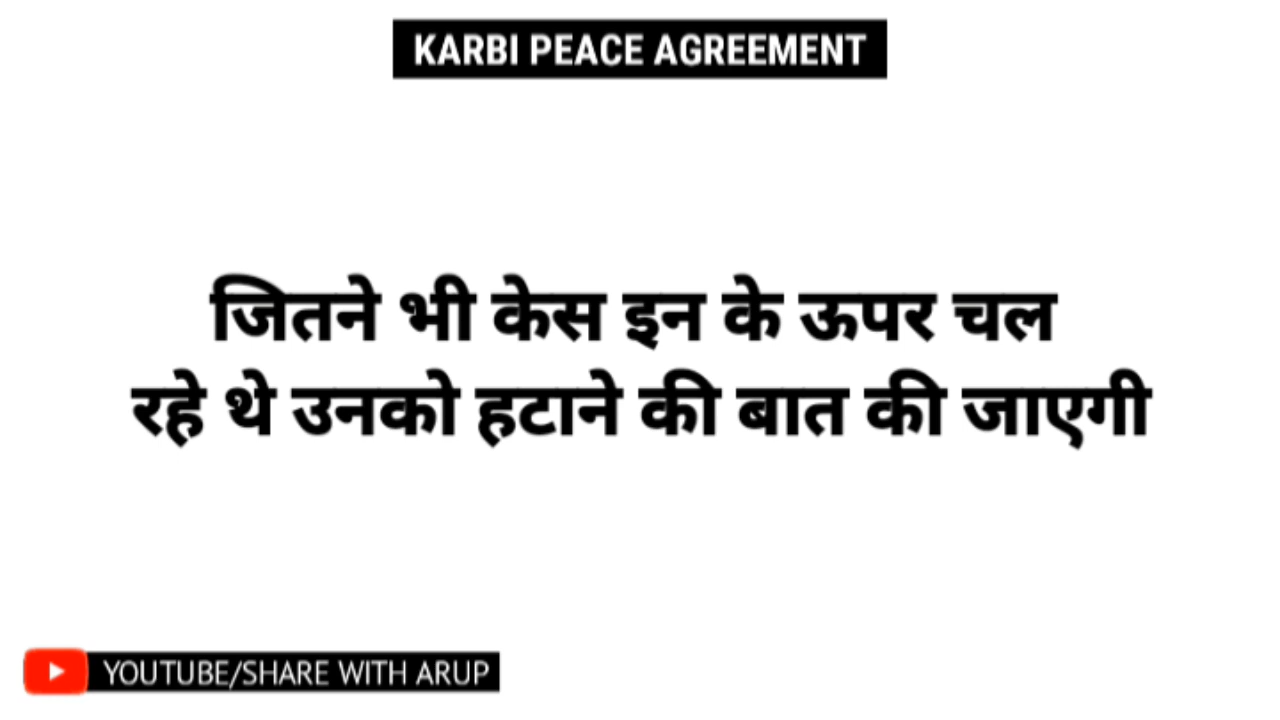 KARBI PEACE AGREEMENT
जितने भी केस इन के ऊपर चल
रहे थे उनको हटाने की बात की जाएगी
YOUTUBE/SHARE WITH ARUP